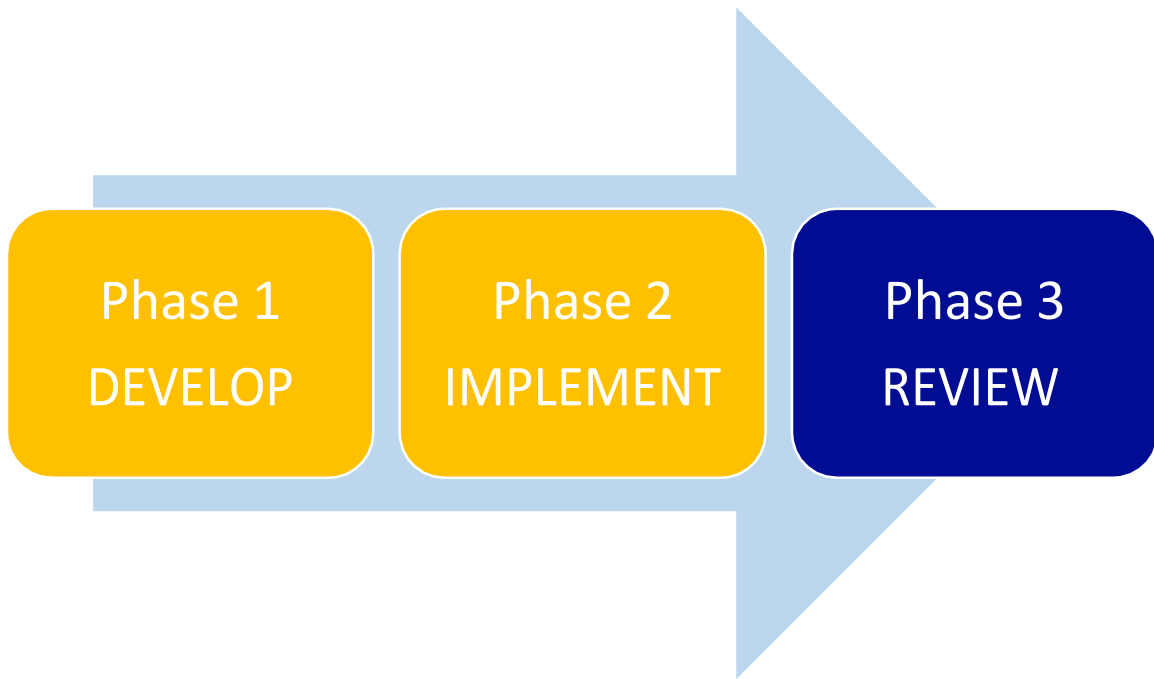 Phase 1
DEVELOP
Phase 2
IMPLEMENT
Phase 3
REVIEW